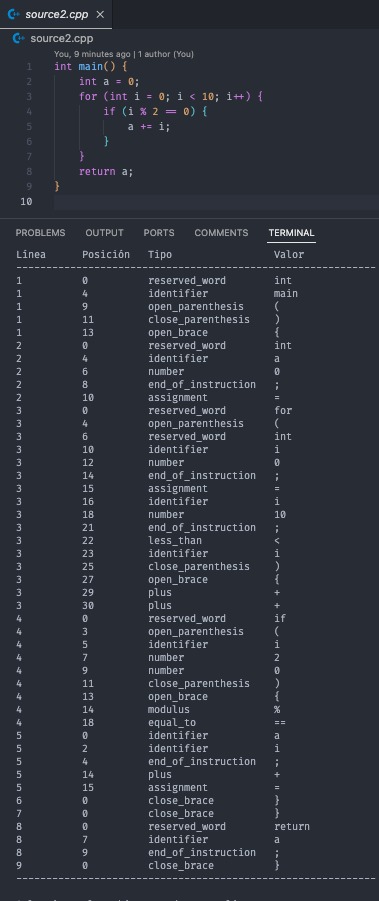 source2.cpp ×
source2.cpp
You, 9 minutes ago | 1 author (You)
1 int main() {
2 int a = 0;
3 for (int i = 0; i < 10; i++) {
4 if (i % 2 == 0) {
5 a += i;
6 }
7 }
8 return a;
9 }
10
PROBLEMS OUTPUT PORTS COMMENTS TERMINAL
Línea Posición Tipo Valor
1 0 reserved_word int
1 4 identifier main
1 9 open_parenthesis (
1 11 close_parenthesis )
1 13 open_brace {
2 0 reserved_word int
2 4 identifier a
2 6 number 0
2 8 end_of_instruction ;
2 10 assignment =
3 0 reserved_word for
3 4 open_parenthesis (
3 6 reserved_word int
3 10 identifier i
3 12 number 0
3 14 end_of_instruction ;
3 15 assignment =
3 16 identifier i
3 18 number 10
3 21 end_of_instruction ;
3 22 less_than <
3 23 identifier i
3 25 close_parenthesis )
3 27 open_brace {
3 29 plus +
3 30 plus +
4 0 reserved_word if
4 3 open_parenthesis (
4 5 identifier i
4 7 number 2
4 9 number 0
4 11 close_parenthesis )
4 13 open_brace {
4 14 modulus %
4 18 equal_to ==
5 0 identifier a
5 2 identifier i
5 4 end_of_instruction ;
5 14 plus +
5 15 assignment =
6 0 close_brace }
7 0 close_brace }
8 0 reserved_word return
8 7 identifier a
8 9 end_of_instruction ;
9 0 close_brace }